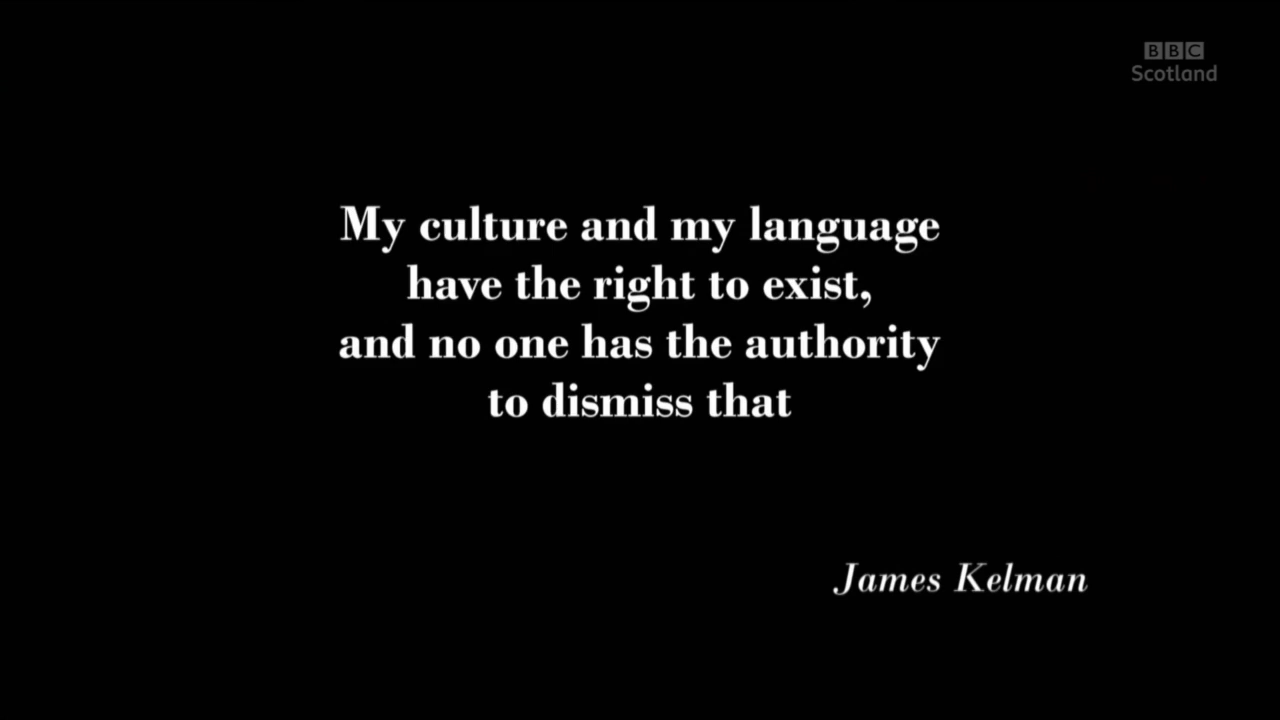 BBC
Scotland
My culture and my language
have the right to exist,
and no one has the authority
to dismiss that
James Kelman